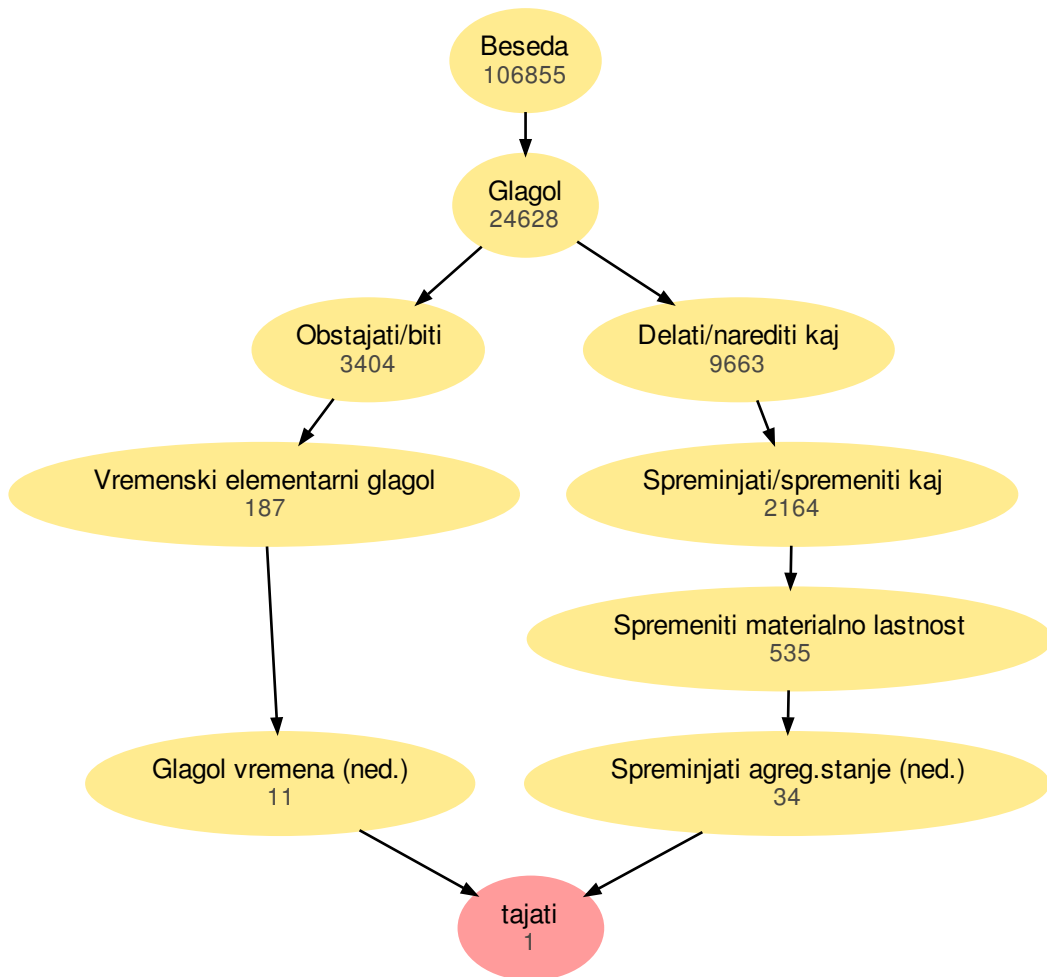 Beseda
106855
Glagol
24628
Obstajati/biti
3404
Delati/narediti kaj
9663
Vremenski elementarni glagol
187
Spreminjati/spremeniti kaj
2164
Spremeniti materialno lastnost
535
Glagol vremena (ned.)
11
Spreminjati agreg.stanje (ned.)
34
tajati
1